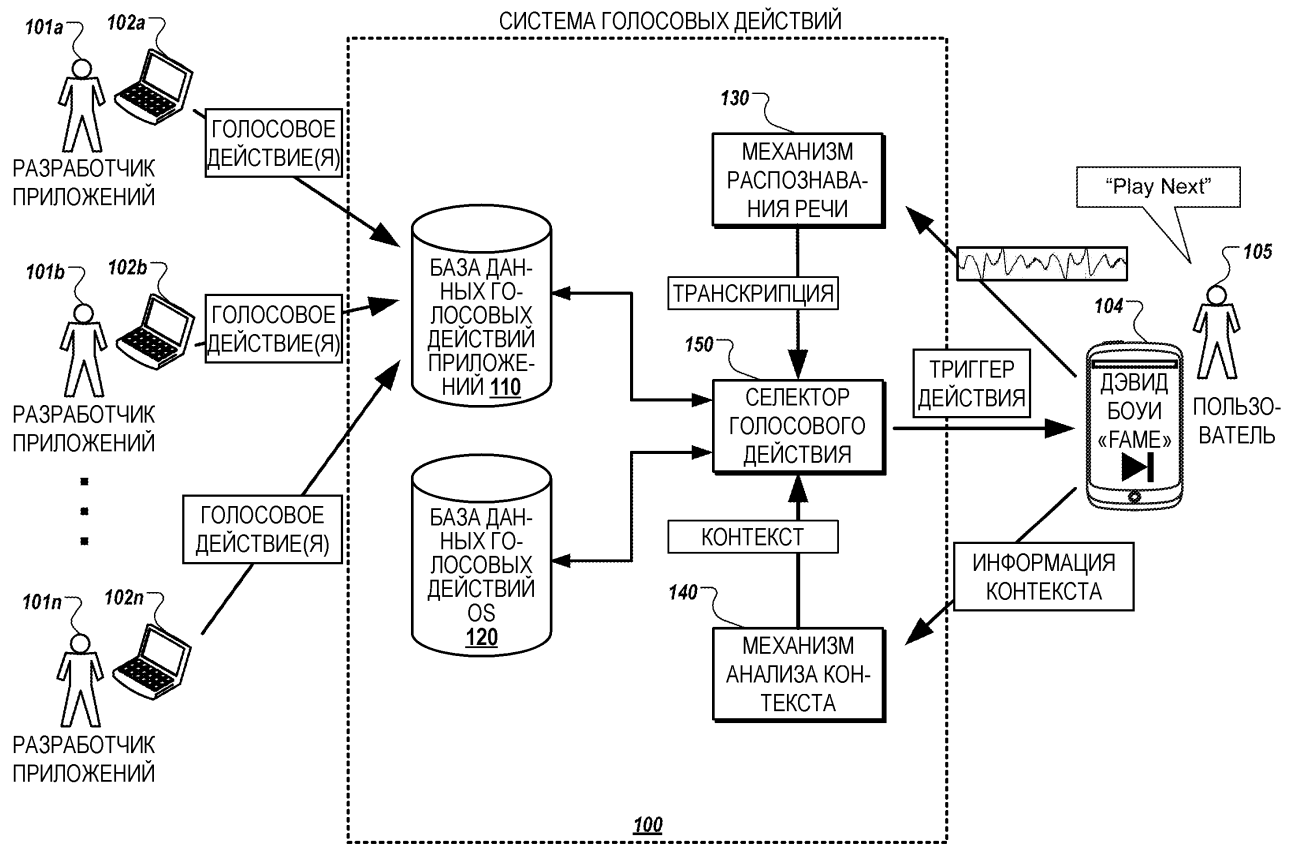 СИСТЕМА ГОЛОСОВЫХ ДЕЙСТВИЙ
101a
102a
РАЗРАБОТЧИК
ПРИЛОЖЕНИЙ
ГОЛОСОВОЕ
ДЕЙСТВИЕ(Я)
101b
102b
РАЗРАБОТЧИК
ПРИЛОЖЕНИЙ
ГОЛОСОВОЕ
ДЕЙСТВИЕ(Я)
ГОЛОСОВОЕ
ДЕЙСТВИЕ(Я)
101n
102n
РАЗРАБОТЧИК
ПРИЛОЖЕНИЙ
БАЗА ДАН-
НЫХ ГО-
ЛОСОВЫХ
ДЕЙСТВИЙ
ПРИЛОЖЕ-
НИЙ 110
БАЗА ДАН-
НЫХ ГО-
ЛОСОВЫХ
ДЕЙСТВИЙ
OS
120
130
МЕХАНИЗМ
РАСПОЗНАВА-
НИЯ РЕЧИ
ТРАНСКРИПЦИЯ
150
СЕЛЕКТОР
ГОЛОСОВОГО
ДЕЙСТВИЯ
КОНТЕКСТ
140
МЕХАНИЗМ
АНАЛИЗА КОН-
ТЕКСТА
100
ТРИГГЕР
ДЕЙСТВИЯ
ИНФОРМАЦИЯ
КОНТЕКСТА
“Play Next”
105
104
ДЭВИД
БОУИ
«FAME»
ПОЛЬЗО-
ВАТЕЛЬ